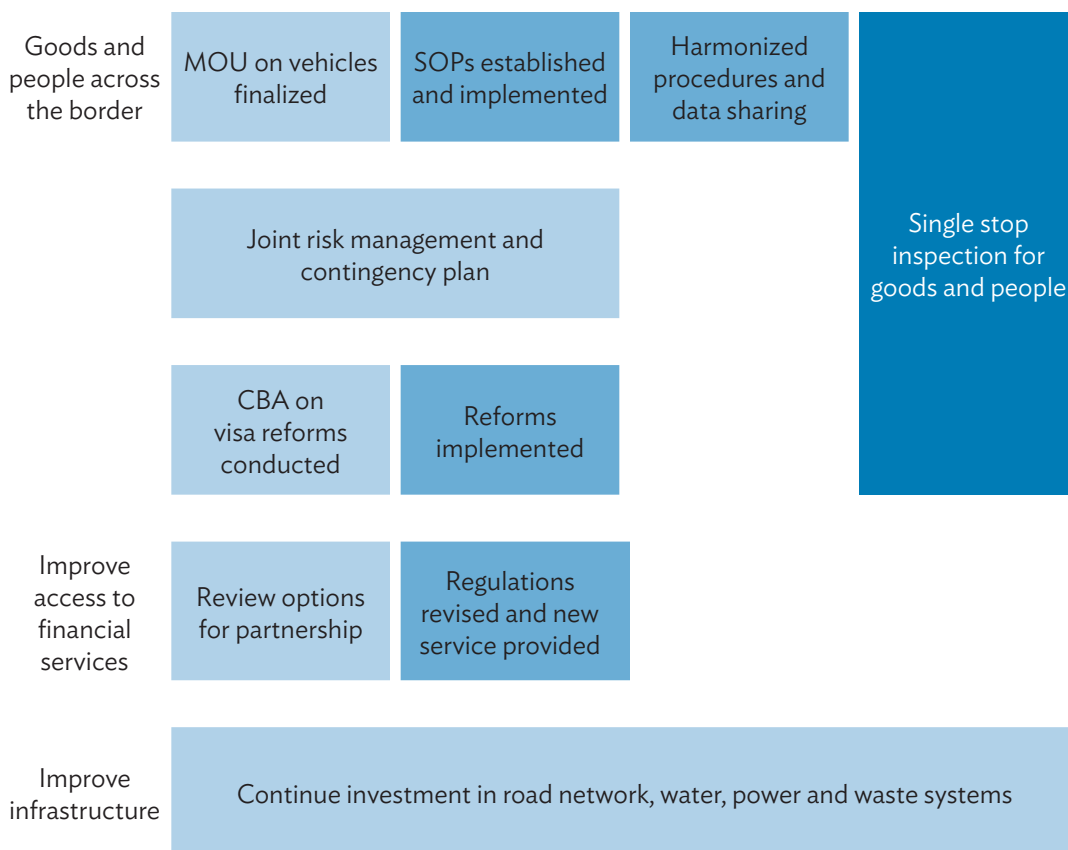 Goods and
people across
the border
MOU on vehicles
finalized
SOPs established
and implemented
Harmonized
procedures and
data sharing
Single stop
inspection for
goods and people
Joint risk management and
contingency plan
CBA on
visa reforms
conducted
Reforms
implemented
Improve
access to
financial
services
Review options
for partnership
Regulations
revised and new
service provided
Improve
infrastructure
Continue investment in road network, water, power and waste systems